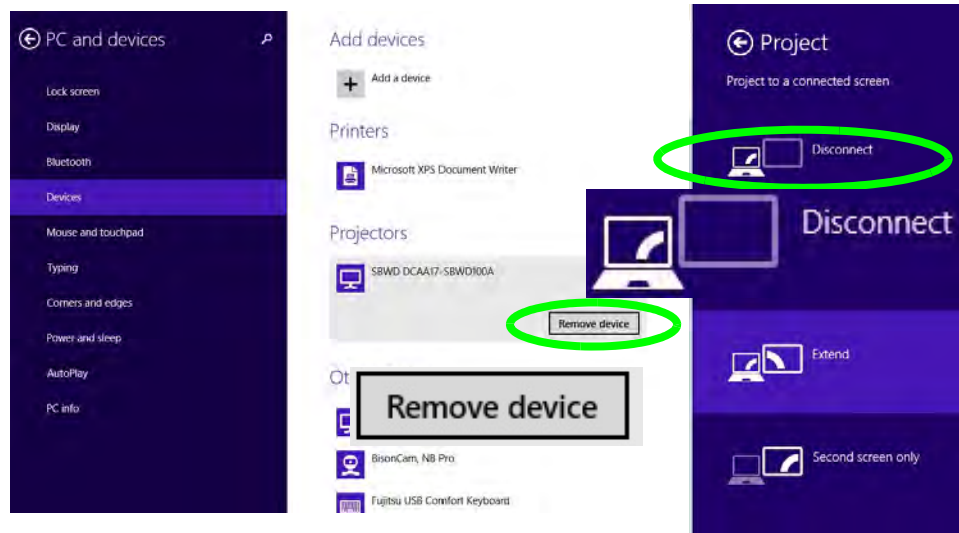 PC and devices
Lock screen
Display
Bluetooth
Devices
Mouse and touchpad
Typing
Corners and edges
Power and sleep
AutoPlay
PC info
Add devices
Add a device
Printers
Microsoft XPS Document Writer
Projectors
SBWD DCAA17-SBWD100A
Remove device
Ot
Remove device
BisonCam, NB Pro
Fujitsu USB Comfort Keyboard
Project
Project to a connected screen
Disconnect
Disconnect
Extend
Second screen only